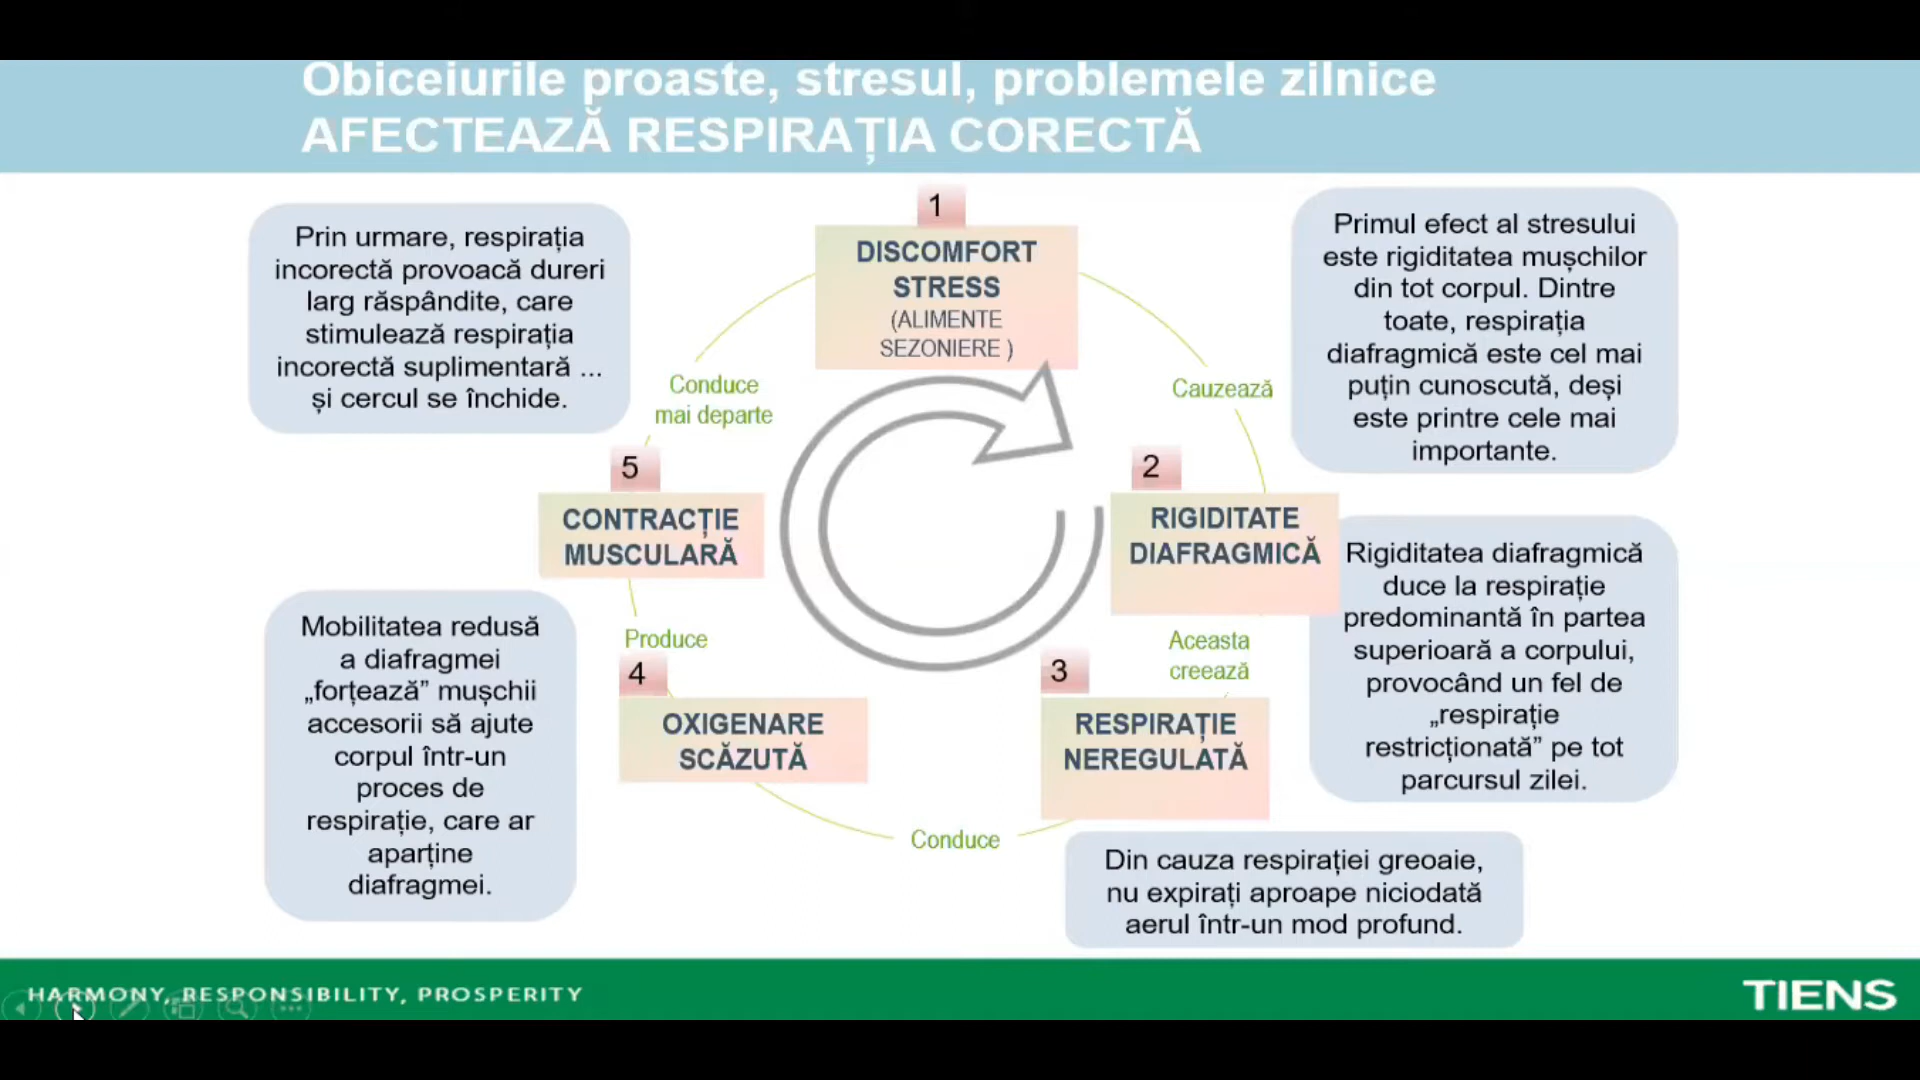 Obiceiurile proaste, stresul, problemele zilnice
AFECTEAZĂ RESPIRAȚIA CORECTĂ
1
DISCOMFORT
STRESS
(ALIMENTE
SEZONIERE )
Prin urmare, respirația
incorectă provoacă dureri
larg răspândite, care
stimulează respirația
incorectă suplimentară ...
și cercul se închide.
Primul efect al stresului
este rigiditatea mușchilor
din tot corpul. Dintre
toate, respirația
diafragmică este cel mai
puțin cunoscută, deși
este printre cele mai
importante.
Conduce
mai departe
Cauzează
5
CONTRACȚIE
MUSCULARĂ
2
RIGIDITATE
DIAFRAGMICĂ
Rigiditatea diafragmică
duce la respirație
predominantă în partea
superioară a corpului,
provocând un fel de
„respirație
restricționată” pe tot
parcursul zilei.
Mobilitatea redusă
a diafragmei
„forțează” mușchii
accesorii să ajute
corpul într-un
proces de
respirație, care ar
aparține
diafragmei.
Produce
Aceasta
creează
4
OXIGENARE
SCĂZUTĂ
3
RESPIRAȚIE
NEREGULATĂ
Conduce
Din cauza respirației greoaie,
nu expirați aproape niciodată
aerul într-un mod profund.
HARMONY, RESPONSIBILITY, PROSPERITY
TIENS